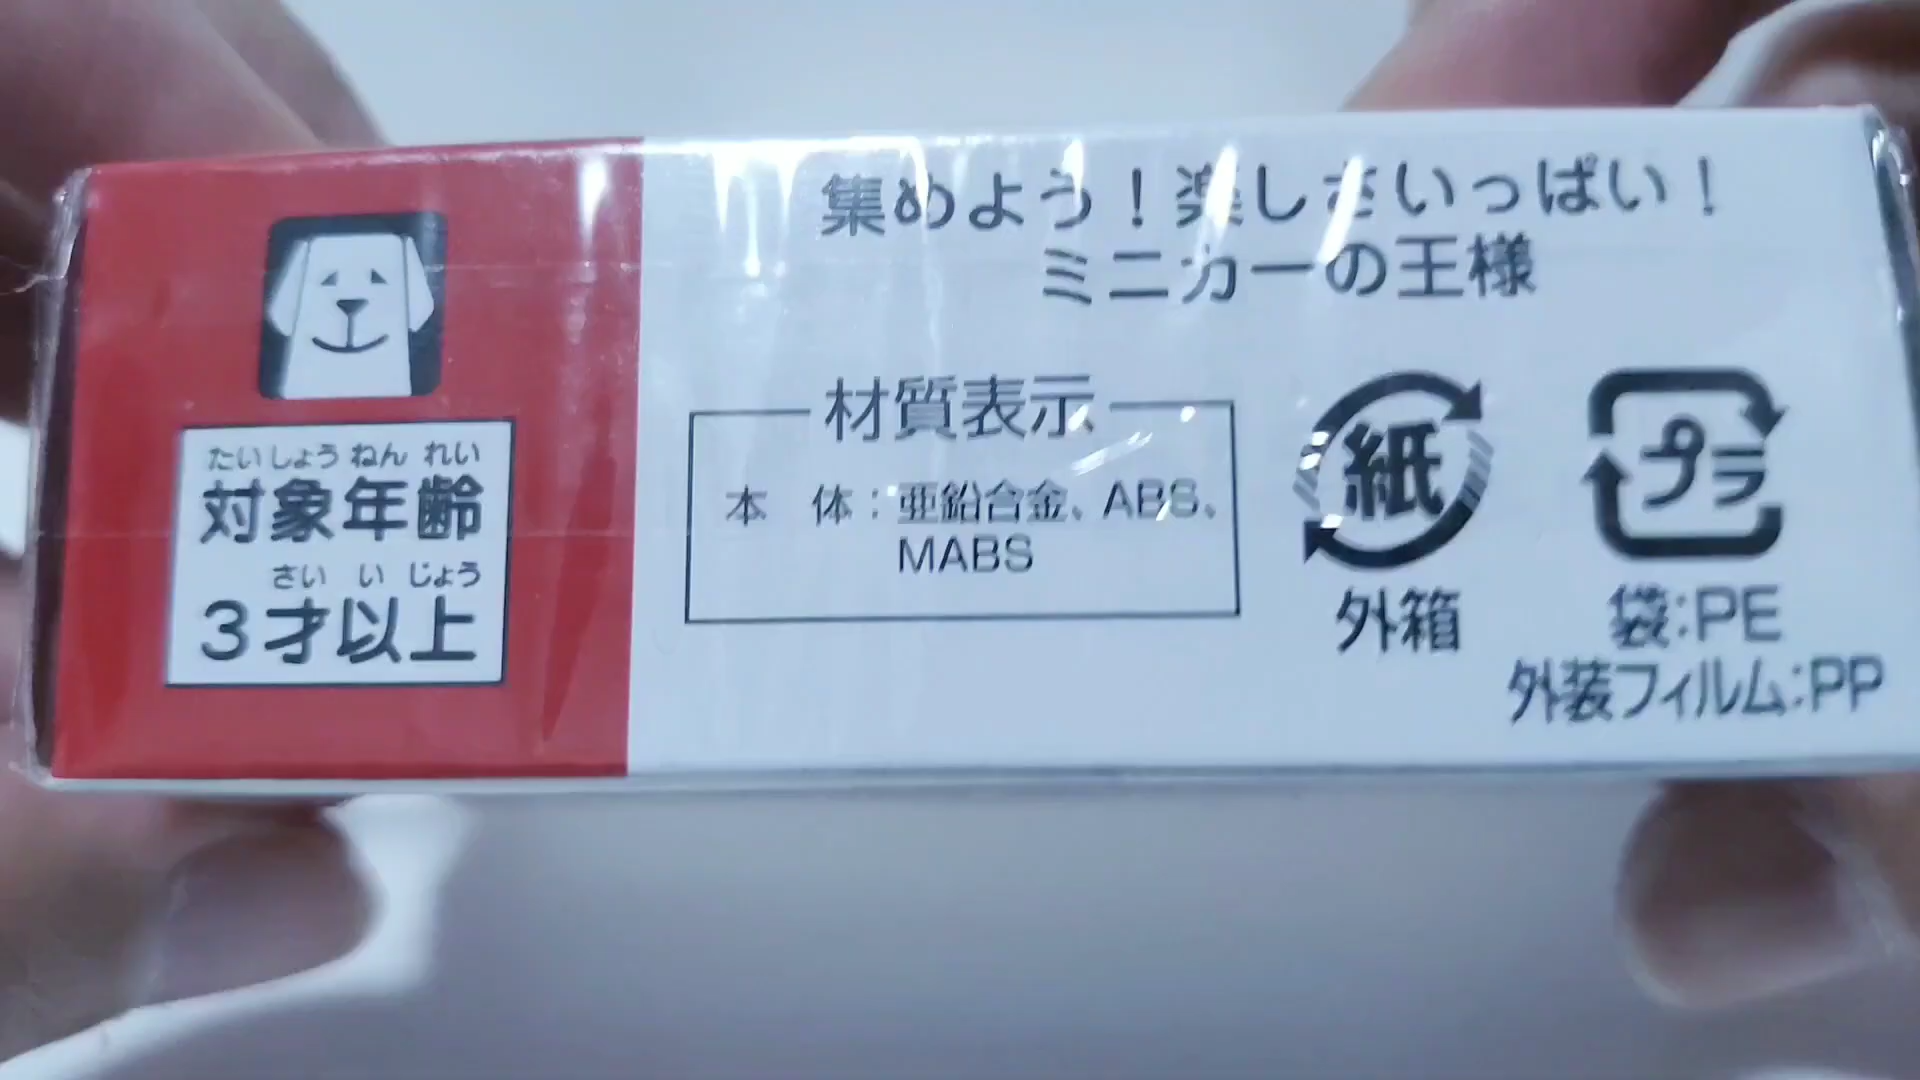 たいしょうねんれい
対象年齢
さいいじょう
3才以上
集めよう！楽しさいっぱい！
ミニカーの王様
材質表示
本　体：亜鉛合金、ABS、
MABS
紙
外箱
プラ
袋：PE
外装フィルム：PP